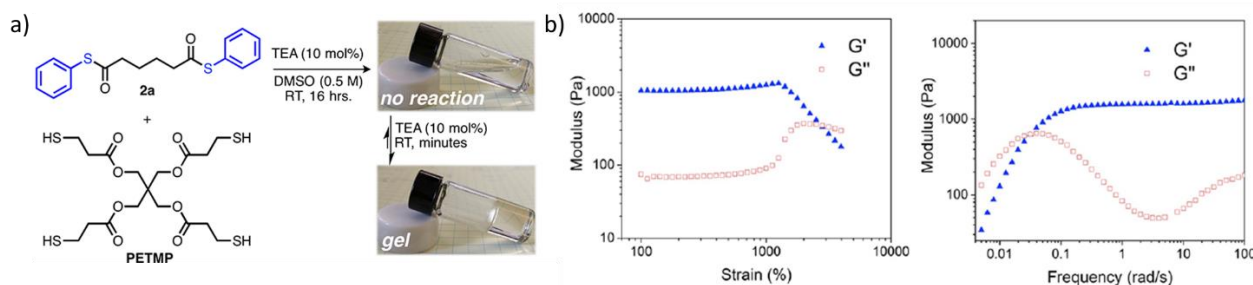 a)
S
O
O
S
2a
+
HS
SH
O
O
O
O
O
O
O
O
HS
SH
PETMP
TEA (10 mol%)
DMSO (0.5 M)
RT, 16 hrs.
no reaction
TEA (10 mol%)
RT, minutes
gel
b)
10000
1000
100
10
Modulus (Pa)
G'
G"
100
1000
10000
Strain (%)
10000
1000
100
Modulus (Pa)
G'
G"
0.01
0.1
1
10
100
Frequency (rad/s)